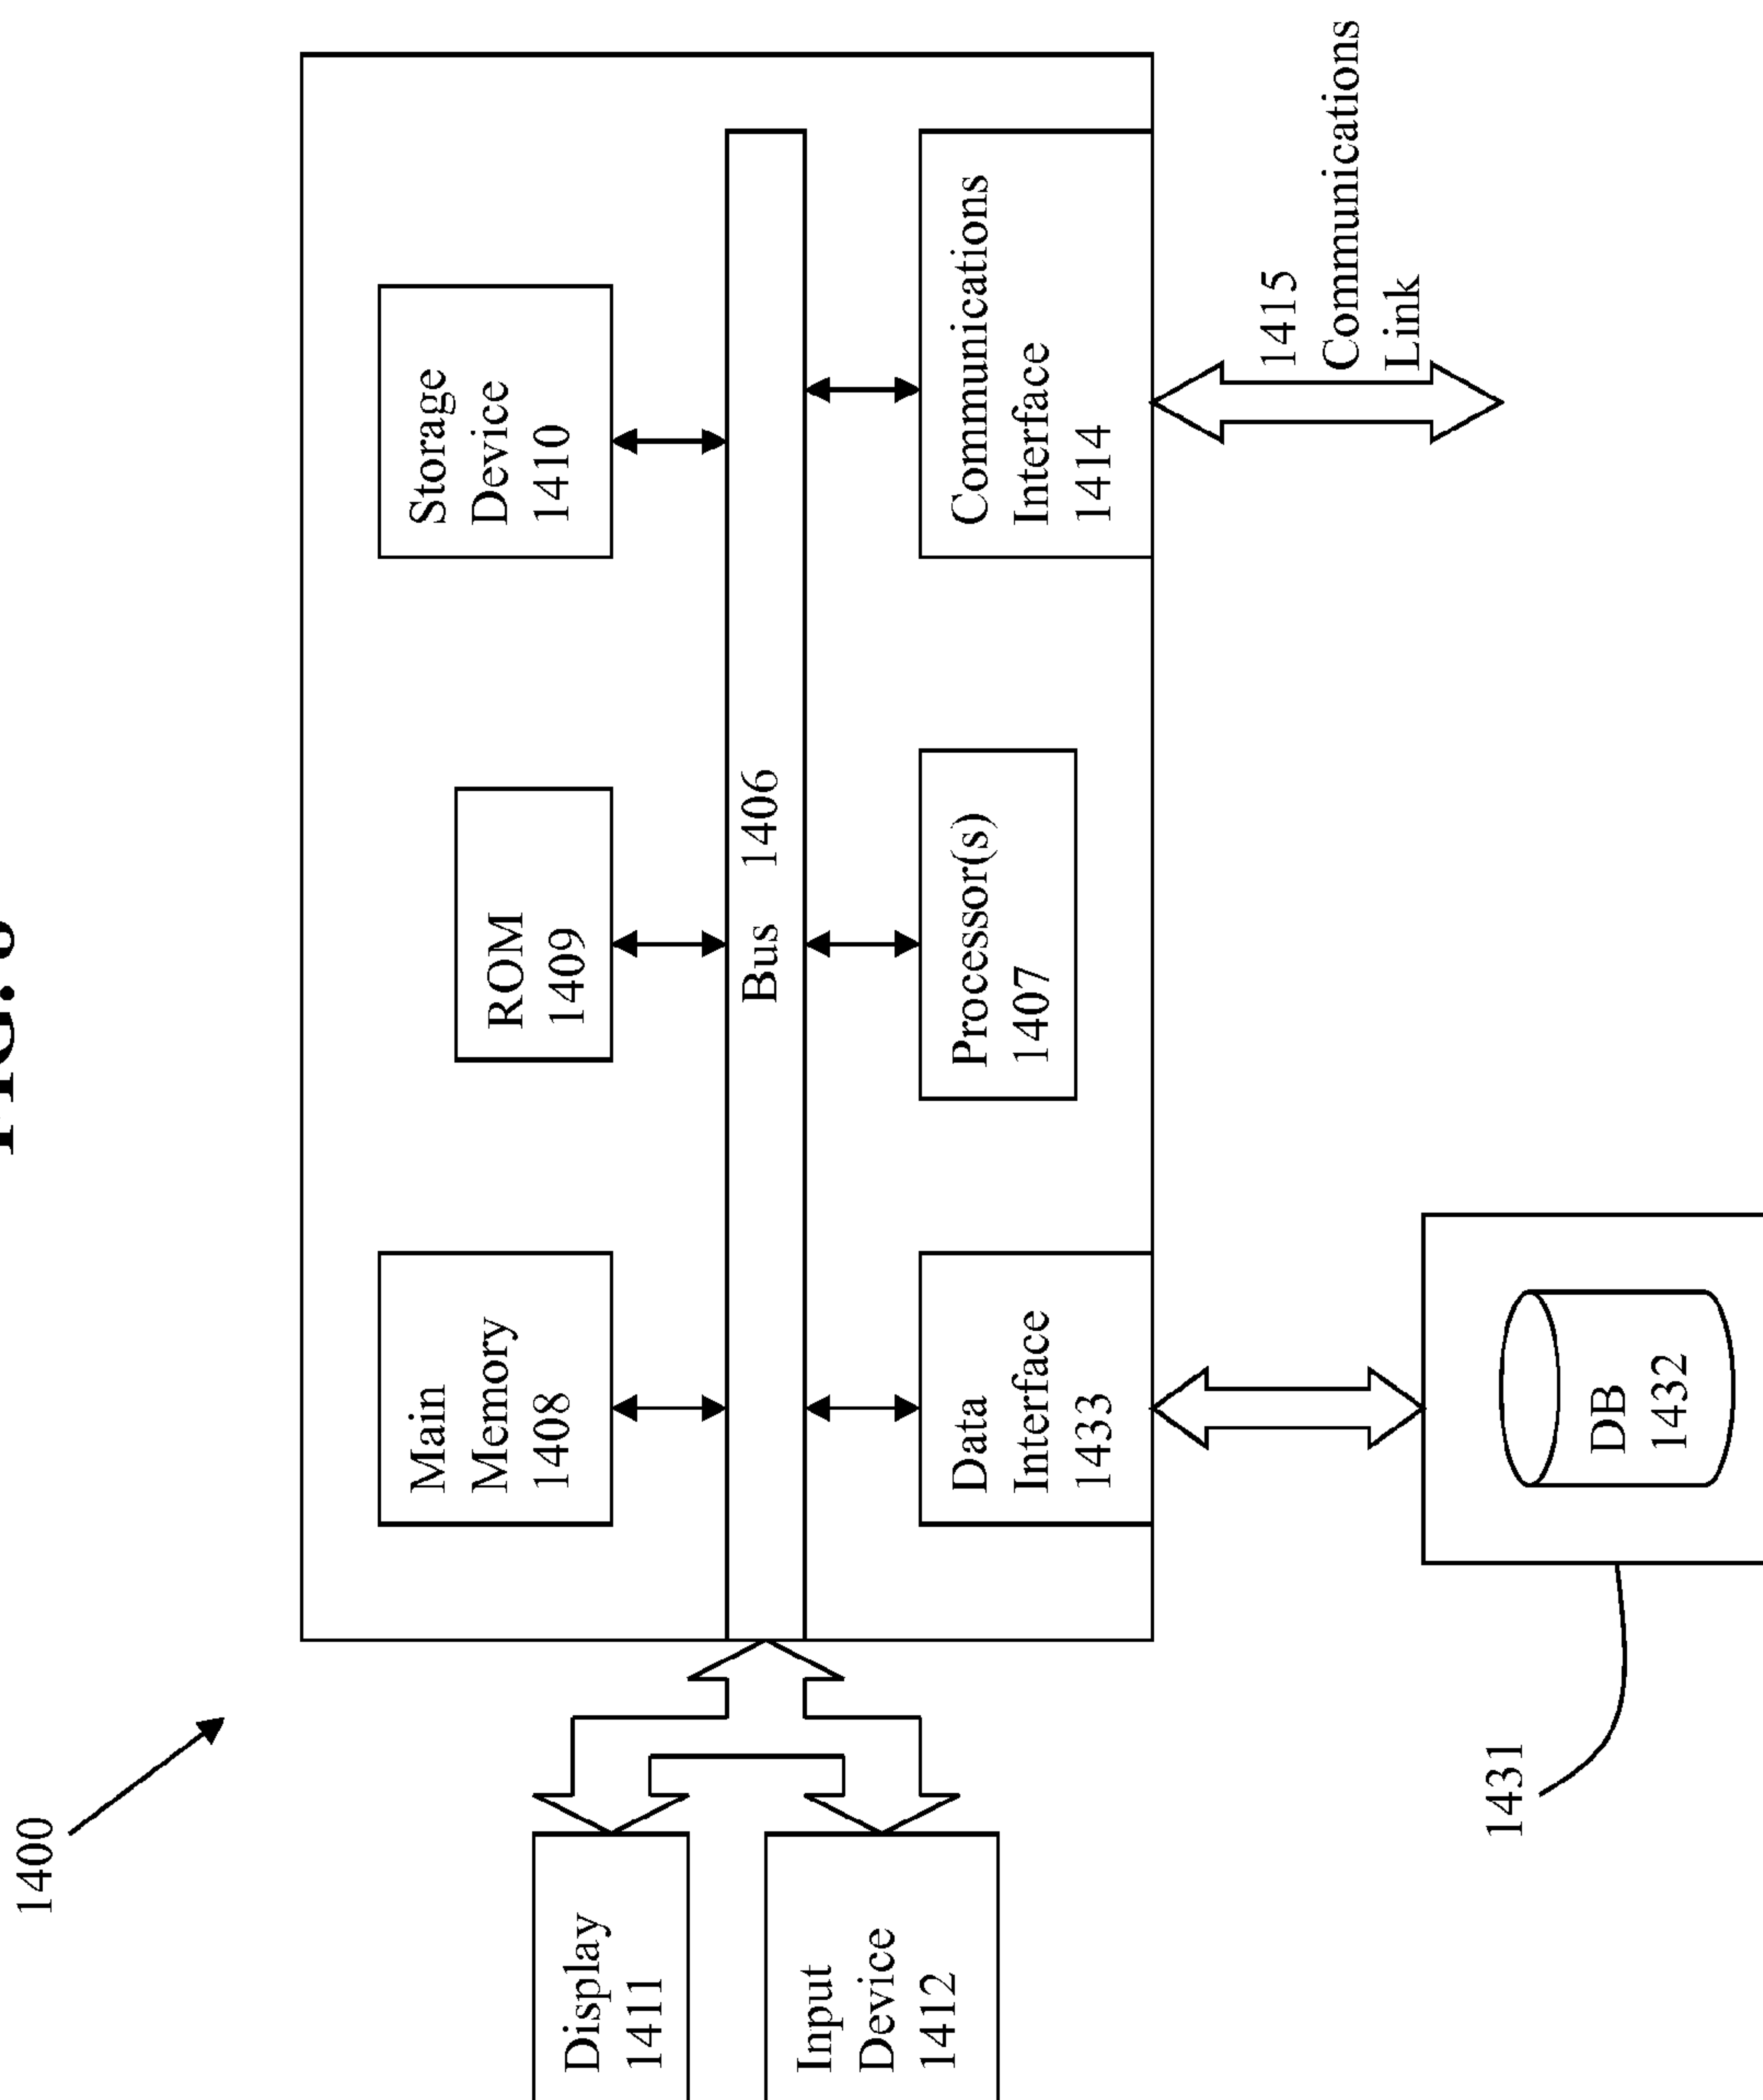 1400
Display
1411
Input
Device
1412
Main
Memory
1408
ROM
1409
Storage
Device
1410
Bus 1406
Data
Interface
1433
Processor(s)
1407
Communications
Interface
1414
1415
Communications
Link
1431
DB
1432